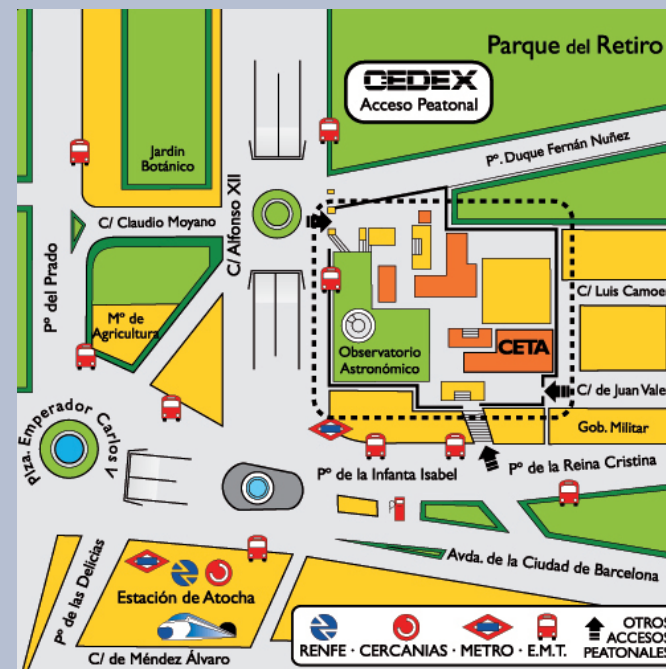 Parque del Retiro
CEDEX
Acceso Peatonal
Pº. Duque Fernán Nuñez
Jardin
Botánico
C/ Claudio Moyano
C/ Alfonso XII
Pº del Prado
Mº de
Agricultura
C/ Luis Camoe
Observatorio
Astronómico
CETA
C/ de Juan Vale
Gob. Militar
Plza. Emperador Carlos V
Pº de la Infanta Isabel
Pº de la Reina Cristina
Avda. de la Ciudad de Barcelona
Pº de las Delicias
Estación de Atocha
C/ de Méndez Álvaro
RENFE · CERCANIAS · METRO · E.M.T.
OTROS
ACCESOS
PEATONALES